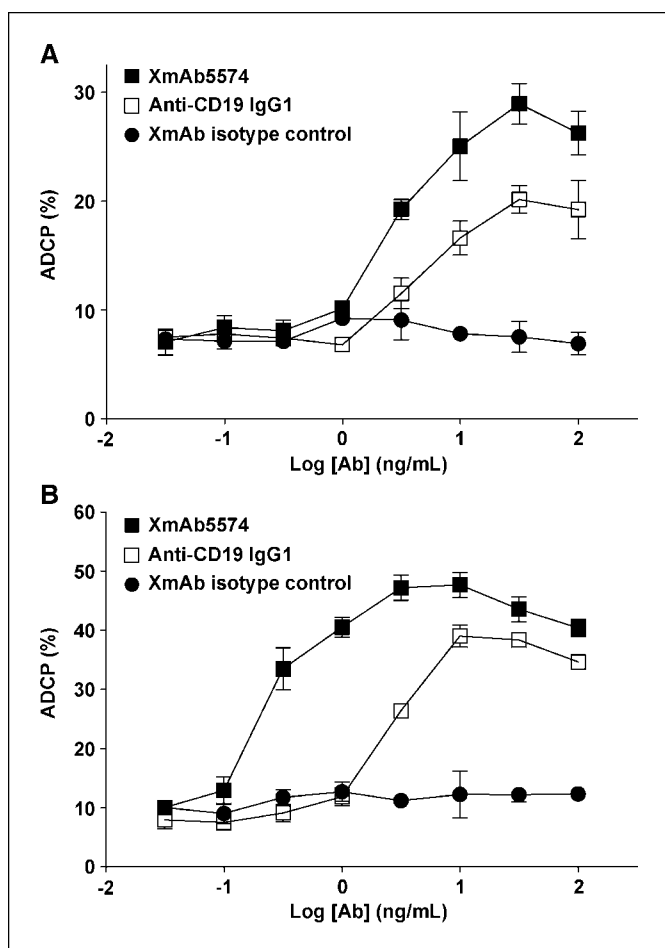 A
XmAb5574
Anti-CD19 IgG1
XmAb isotype control
ADCP (%)
30
20
10
0
-2
-1
0
1
2
Log [Ab] (ng/mL)
B
XmAb5574
Anti-CD19 IgG1
XmAb isotype control
ADCP (%)
60
50
40
30
20
10
0
-2
-1
0
1
2
Log [Ab] (ng/mL)